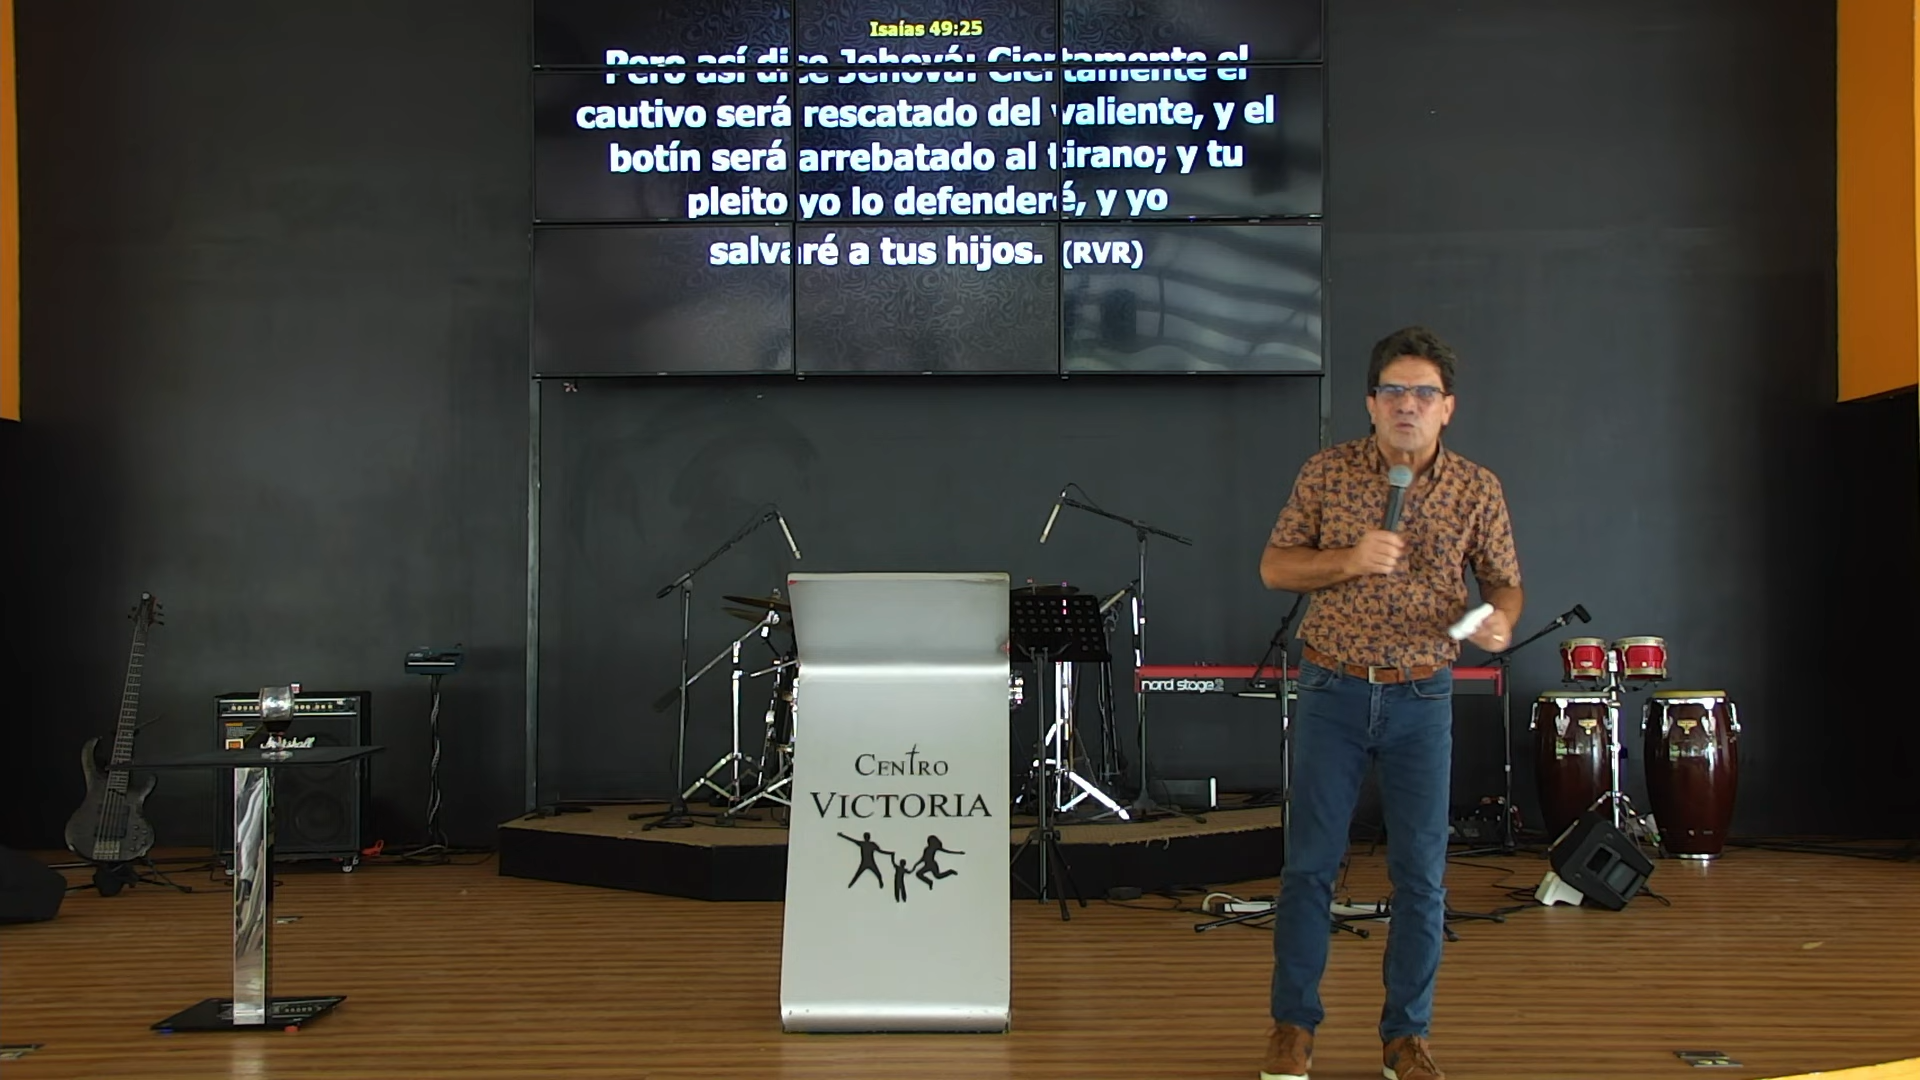 Isaías 49:25
Pero así dice Jehová: Ciertamente el
cautivo será rescatado del valiente, y el
botín será arrebatado al tirano; y tu
pleito yo lo defenderé, y yo
salvaré a tus hijos. (RVR)
nord stage 2
Marshall
CENTRO
VICTORIA